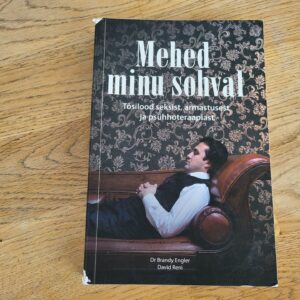 Mehed
minu sohval
Tõsilood seksist, armastusest
ja psühhoteraapiast
Dr Brandy Engler
David Rensin